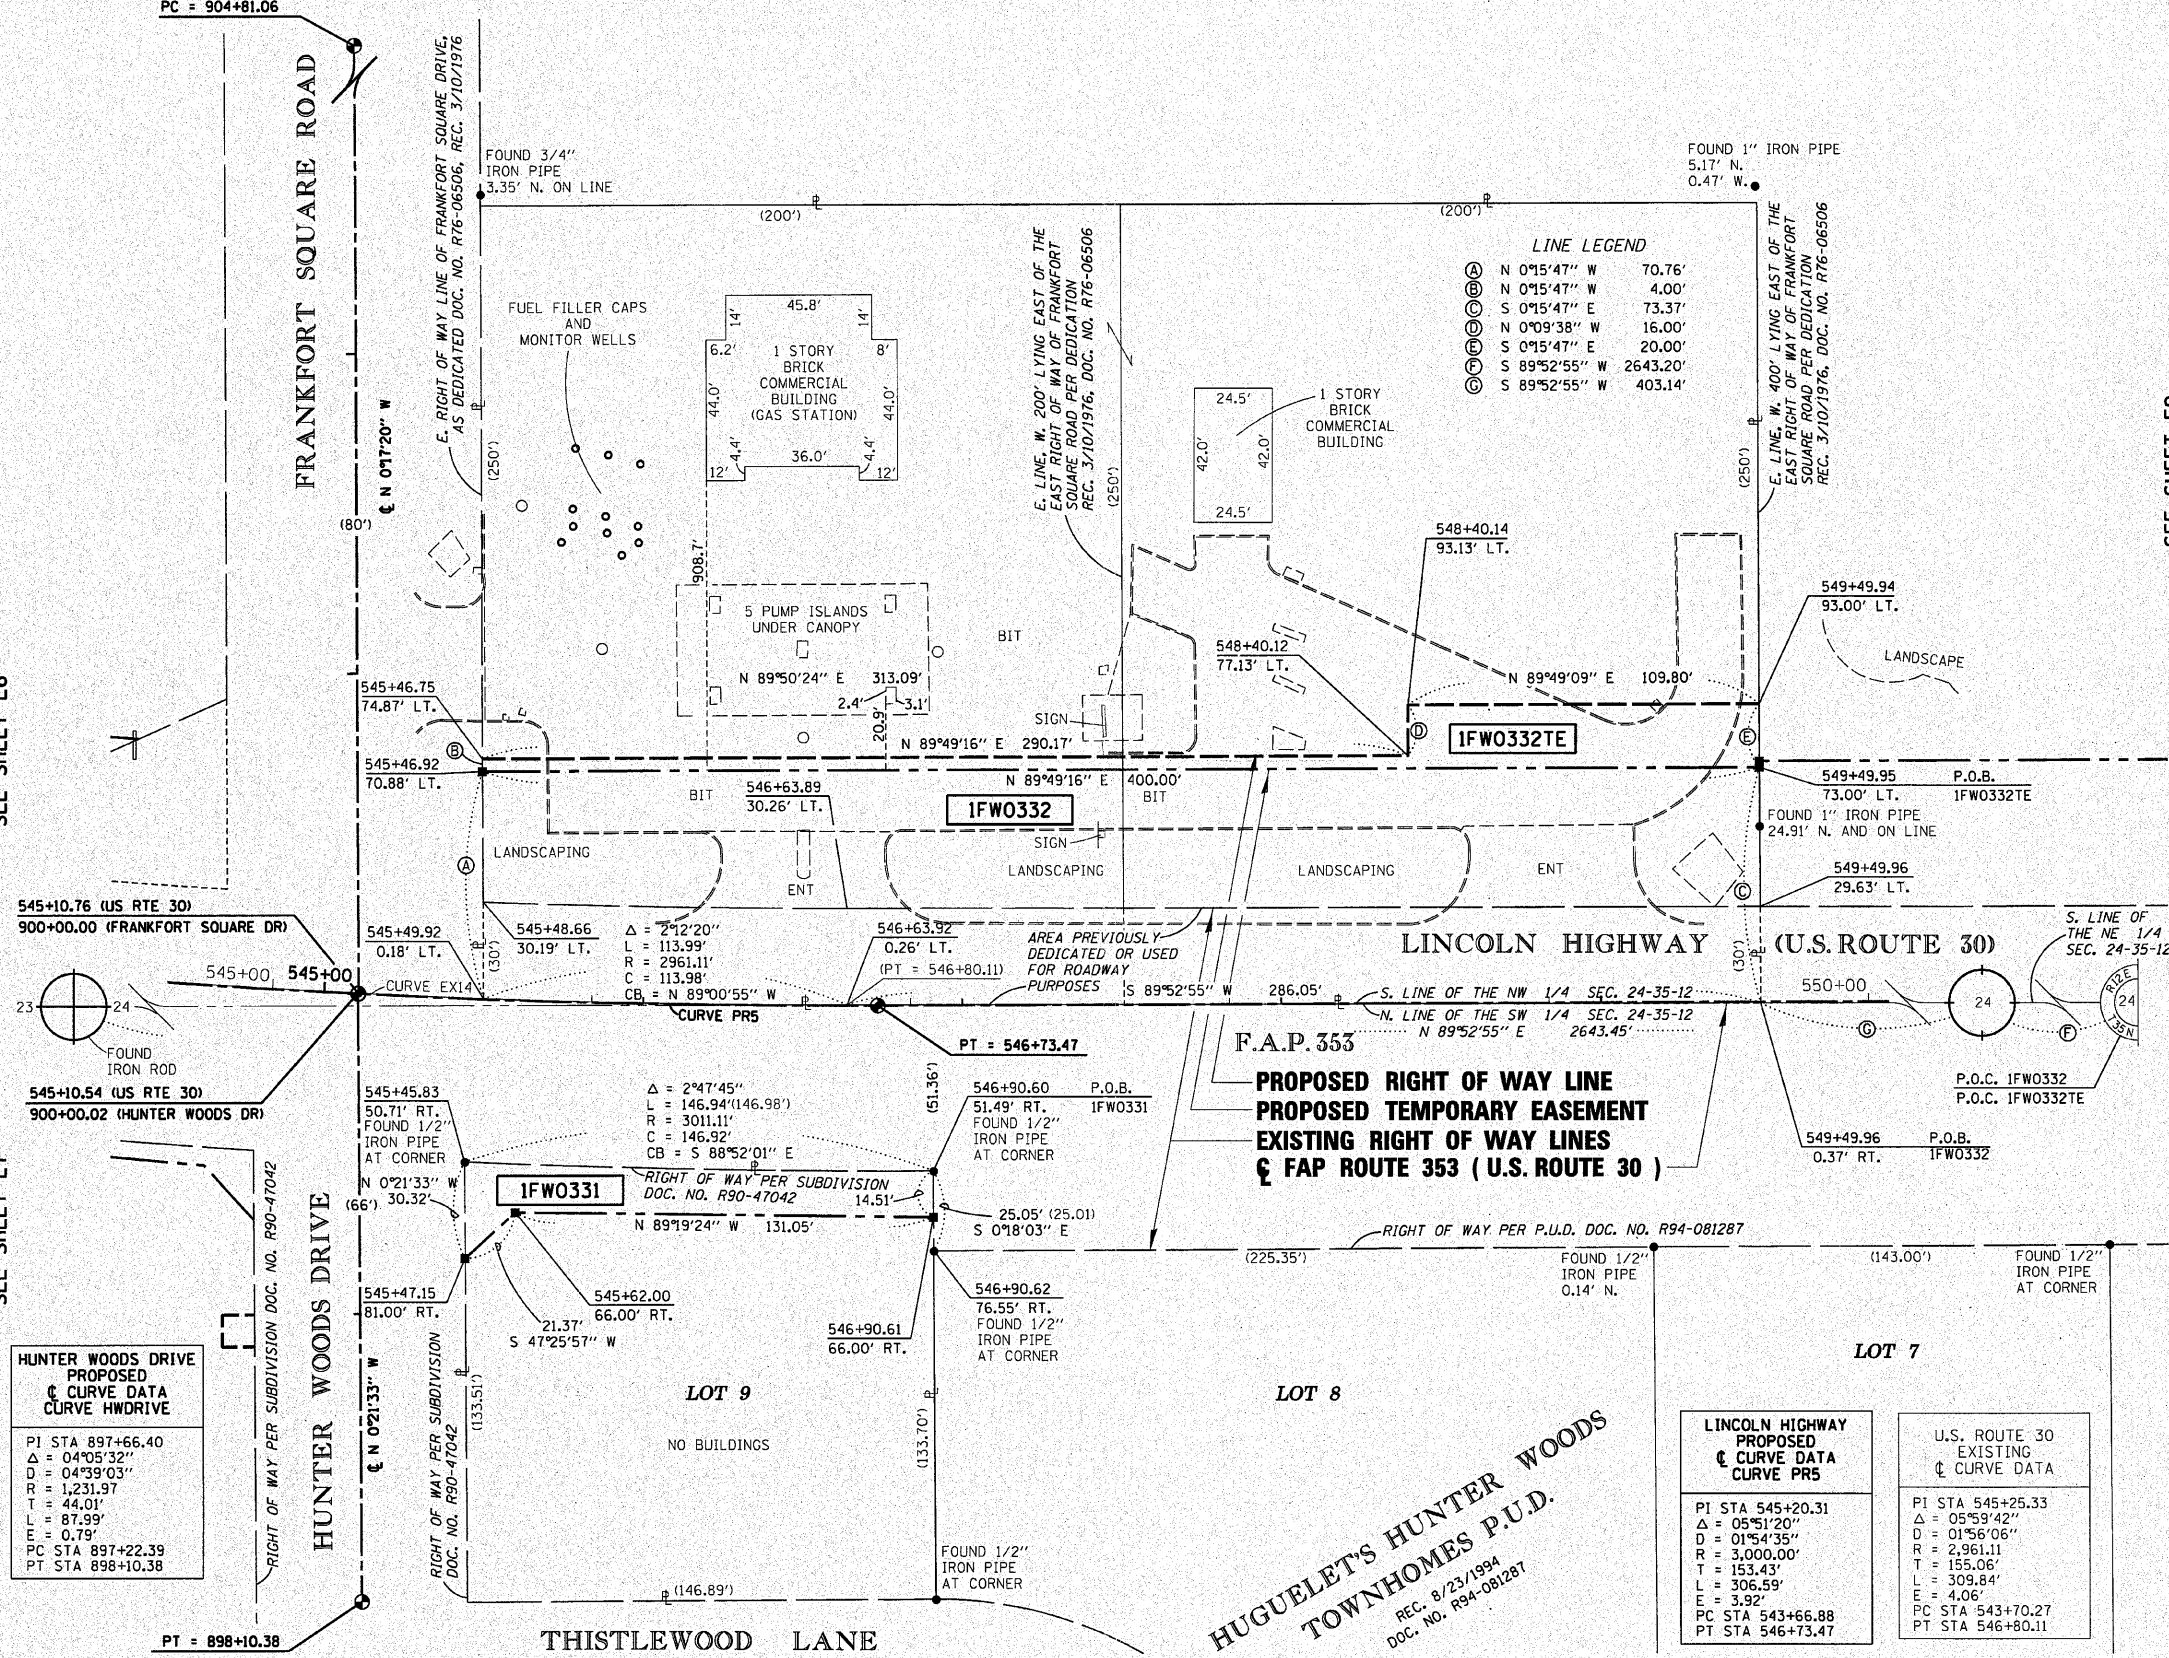 PC = 904+81.06
FRANKFORT SQUARE ROAD
℄ N 0°17'20" W
(80')
E. RIGHT OF WAY LINE OF FRANKFORT SQUARE DRIVE,
AS DEDICATED DOC. NO. R76-06506, REC. 3/10/1976
FOUND 3/4"
IRON PIPE
3.35' N. ON LINE
(200')
(200')
FOUND 1" IRON PIPE
5.17' N.
0.47' W.
(250')
FUEL FILLER CAPS
AND
MONITOR WELLS
45.8'
14'
14'
6.2'
8'
1 STORY
BRICK
COMMERCIAL
BUILDING
(GAS STATION)
44.0'
44.0'
4.4'
4.4'
36.0'
12'
12'
E. LINE, W. 200' LYING EAST OF THE
EAST RIGHT OF WAY OF FRANKFORT
SQUARE ROAD PER DEDICATION
REC. 3/10/1976, DOC. NO. R76-06506
(250')
24.5'
42.0'
42.0'
24.5'
1 STORY
BRICK
COMMERCIAL
BUILDING
LINE LEGEND
A N 0°15'47" W 70.76'
B N 0°15'47" W 4.00'
C S 0°15'47" E 73.37'
D N 0°09'38" W 16.00'
E S 0°15'47" E 20.00'
F S 89°52'55" W 2643.20'
G S 89°52'55" W 403.14'
E. LINE, W. 400' LYING EAST OF THE
EAST RIGHT OF WAY OF FRANKFORT
SQUARE ROAD PER DEDICATION
REC. 3/10/1976, DOC. NO. R76-06506
(250')
548+40.14
93.13' LT.
549+49.94
93.00' LT.
LANDSCAPE
908.7'
5 PUMP ISLANDS
UNDER CANOPY
BIT
N 89°50'24" E 313.09'
2.4'
3.1'
20.9'
SIGN
548+40.12
77.13' LT.
N 89°49'09" E 109.80'
545+46.75
74.87' LT.
B
N 89°49'16" E 290.17'
D
1FW0332TE
E
545+46.92
70.88' LT.
N 89°49'16" E 400.00'
BIT
BIT
546+63.89
30.26' LT.
1FW0332
549+49.95 P.O.B.
73.00' LT. 1FW0332TE
FOUND 1" IRON PIPE
24.91' N. AND ON LINE
SIGN
A
LANDSCAPING
ENT
LANDSCAPING
LANDSCAPING
ENT
C
549+49.96
29.63' LT.
545+10.76 (US RTE 30)
900+00.00 (FRANKFORT SQUARE DR)
545+49.92
0.18' LT.
(30')
545+48.66
30.19' LT.
Δ = 2°12'20"
L = 113.99'
R = 2961.11'
C = 113.98'
CB = N 89°00'55" W
546+63.92
0.26' LT.
(PT = 546+80.11)
AREA PREVIOUSLY
DEDICATED OR USED
FOR ROADWAY
PURPOSES
LINCOLN HIGHWAY (U.S. ROUTE 30)
(30')
S. LINE OF
THE NE 1/4
SEC. 24-35-12
545+00 545+00
CURVE EX14
CURVE PR5
S 89°52'55" W 286.05'
S. LINE OF THE NW 1/4 SEC. 24-35-12
N. LINE OF THE SW 1/4 SEC. 24-35-12
N 89°52'55" E 2643.45'
550+00
23
24
24
R12E
24
T35N
G
F
FOUND
IRON ROD
PT = 546+73.47
F.A.P. 353
545+10.54 (US RTE 30)
900+00.02 (HUNTER WOODS DR)
PROPOSED RIGHT OF WAY LINE
PROPOSED TEMPORARY EASEMENT
EXISTING RIGHT OF WAY LINES
℄ FAP ROUTE 353 ( U.S. ROUTE 30 )
P.O.C. 1FW0332
P.O.C. 1FW0332TE
549+49.96 P.O.B.
0.37' RT. 1FW0332
545+45.83
50.71' RT.
FOUND 1/2"
IRON PIPE
AT CORNER
Δ = 2°47'45"
L = 146.94'(146.98')
R = 3011.11'
C = 146.92'
CB = S 88°52'01" E
(51.36')
546+90.60 P.O.B.
51.49' RT. 1FW0331
FOUND 1/2"
IRON PIPE
AT CORNER
N 0°21'33" W
30.32'
(66')
1FW0331
RIGHT OF WAY PER SUBDIVISION
DOC. NO. R90-47042
14.51'
N 89°19'24" W 131.05'
25.05' (25.01)
S 0°18'03" E
RIGHT OF WAY PER P.U.D. DOC. NO. R94-081287
(225.35')
FOUND 1/2"
IRON PIPE
0.14' N.
(143.00')
FOUND 1/2"
IRON PIPE
AT CORNER
545+47.15
81.00' RT.
21.37'
S 47°25'57" W
545+62.00
66.00' RT.
546+90.61
66.00' RT.
546+90.62
76.55' RT.
FOUND 1/2"
IRON PIPE
AT CORNER
HUNTER WOODS DRIVE
℄ N 0°21'33" W
RIGHT OF WAY PER SUBDIVISION DOC. NO. R90-47042
RIGHT OF WAY PER SUBDIVISION
DOC. NO. R90-47042
(133.51')
LOT 9
NO BUILDINGS
(133.70')
LOT 8
LOT 7
HUNTER WOODS DRIVE
PROPOSED
℄ CURVE DATA
CURVE HWDRIVE
PI STA 897+66.40
Δ = 04°05'32"
D = 04°39'03"
R = 1,231.97
T = 44.01'
L = 87.99'
E = 0.79'
PC STA 897+22.39
PT STA 898+10.38
PT = 898+10.38
(146.89')
THISTLEWOOD LANE
FOUND 1/2"
IRON PIPE
AT CORNER
HUGUELET'S HUNTER WOODS
TOWNHOMES P.U.D.
REC. 8/23/1994
DOC. NO. R94-081287
LINCOLN HIGHWAY
PROPOSED
℄ CURVE DATA
CURVE PR5
PI STA 545+20.31
Δ = 05°51'20"
D = 01°54'35"
R = 3,000.00'
T = 153.43'
L = 306.59'
E = 3.92'
PC STA 543+66.88
PT STA 546+73.47
U.S. ROUTE 30
EXISTING
℄ CURVE DATA
PI STA 545+25.33
Δ = 05°59'42"
D = 01°56'06"
R = 2,961.11
T = 155.06'
L = 309.84'
E = 4.06'
PC STA 543+70.27
PT STA 546+80.11